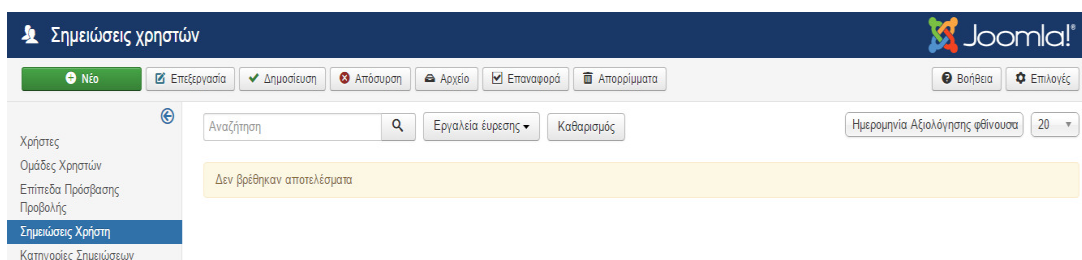 Σημειώσεις χρηστών
Joomla!®
Νέο Επεξεργασία Δημοσίευση Απόσυρση Αρχείο Επαναφορά Απορρίμματα Βοήθεια Επιλογές
Αναζήτηση Εργαλεία έυρεσης Καθαρισμός Ημερομηνία Αξιολόγησης φθίνουσα 20
Χρήστες
Ομάδες Χρηστών
Επίπεδα Πρόσβασης
Προβολής
Σημειώσεις Χρήστη
Κατηγορίες Σημειώσεων
Δεν βρέθηκαν αποτελέσματα